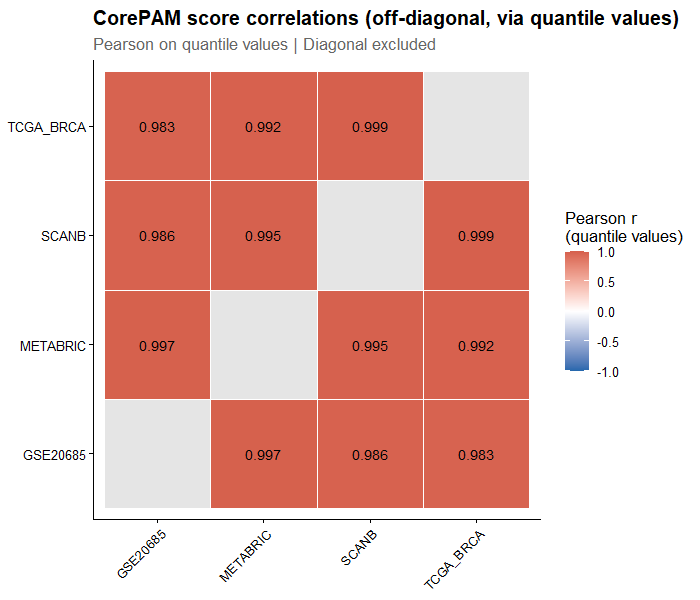 CorePAM score correlations (off-diagonal, via quantile values)
Pearson on quantile values | Diagonal excluded
TCGA_BRCA 0.983 0.992 0.999
SCANB 0.986 0.995 0.999
METABRIC 0.997 0.995 0.992
GSE20685 0.997 0.986 0.983
GSE20685 METABRIC SCANB TCGA_BRCA
Pearson r
(quantile values)
1.0
0.5
0.0
-0.5
-1.0